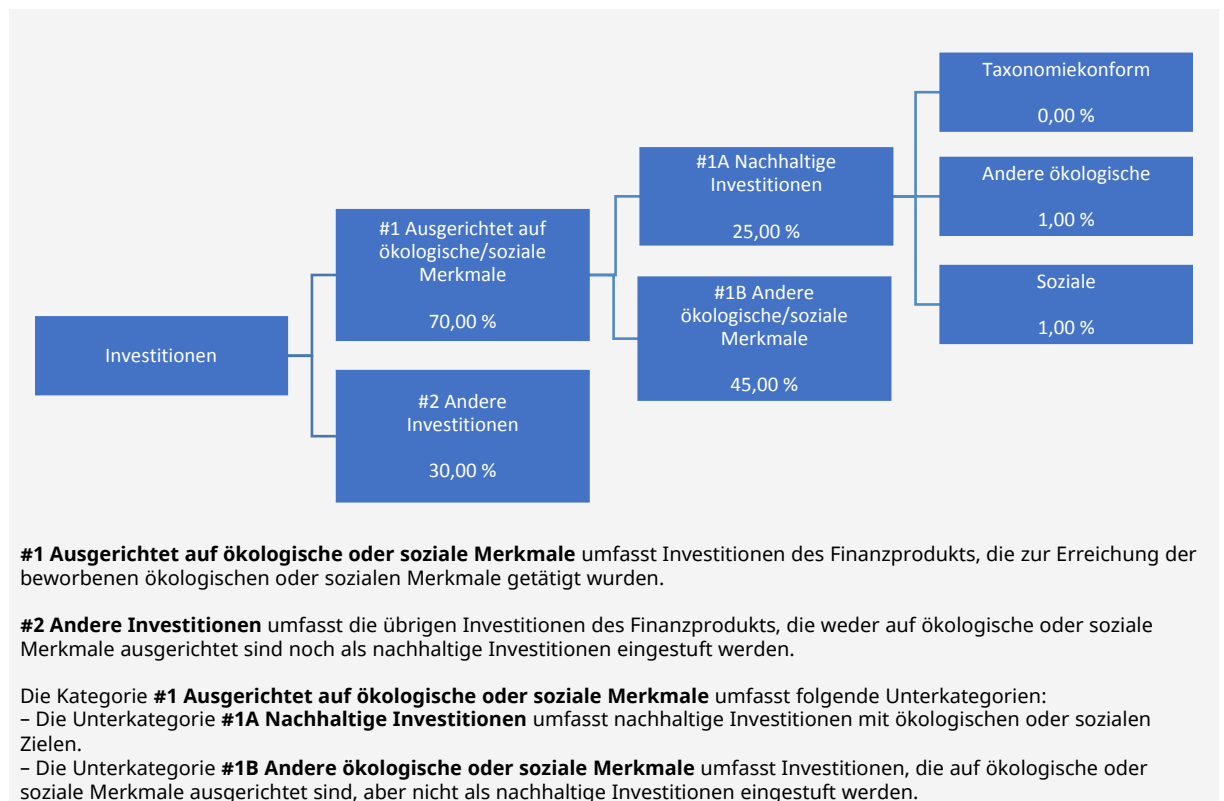 Taxonomiekonform
0,00 %
#1A Nachhaltige
Investitionen
25,00 %
Andere ökologische
1,00 %
#1 Ausgerichtet auf
ökologische/soziale
Merkmale
70,00 %
Soziale
1,00 %
#1B Andere
ökologische/soziale
Merkmale
45,00 %
Investitionen
#2 Andere
Investitionen
30,00 %
#1 Ausgerichtet auf ökologische oder soziale Merkmale umfasst Investitionen des Finanzprodukts, die zur Erreichung der
beworbenen ökologischen oder sozialen Merkmale getätigt wurden.
#2 Andere Investitionen umfasst die übrigen Investitionen des Finanzprodukts, die weder auf ökologische oder soziale
Merkmale ausgerichtet sind noch als nachhaltige Investitionen eingestuft werden.
Die Kategorie #1 Ausgerichtet auf ökologische oder soziale Merkmale umfasst folgende Unterkategorien:
– Die Unterkategorie #1A Nachhaltige Investitionen umfasst nachhaltige Investitionen mit ökologischen oder sozialen
Zielen.
– Die Unterkategorie #1B Andere ökologische oder soziale Merkmale umfasst Investitionen, die auf ökologische oder
soziale Merkmale ausgerichtet sind, aber nicht als nachhaltige Investitionen eingestuft werden.